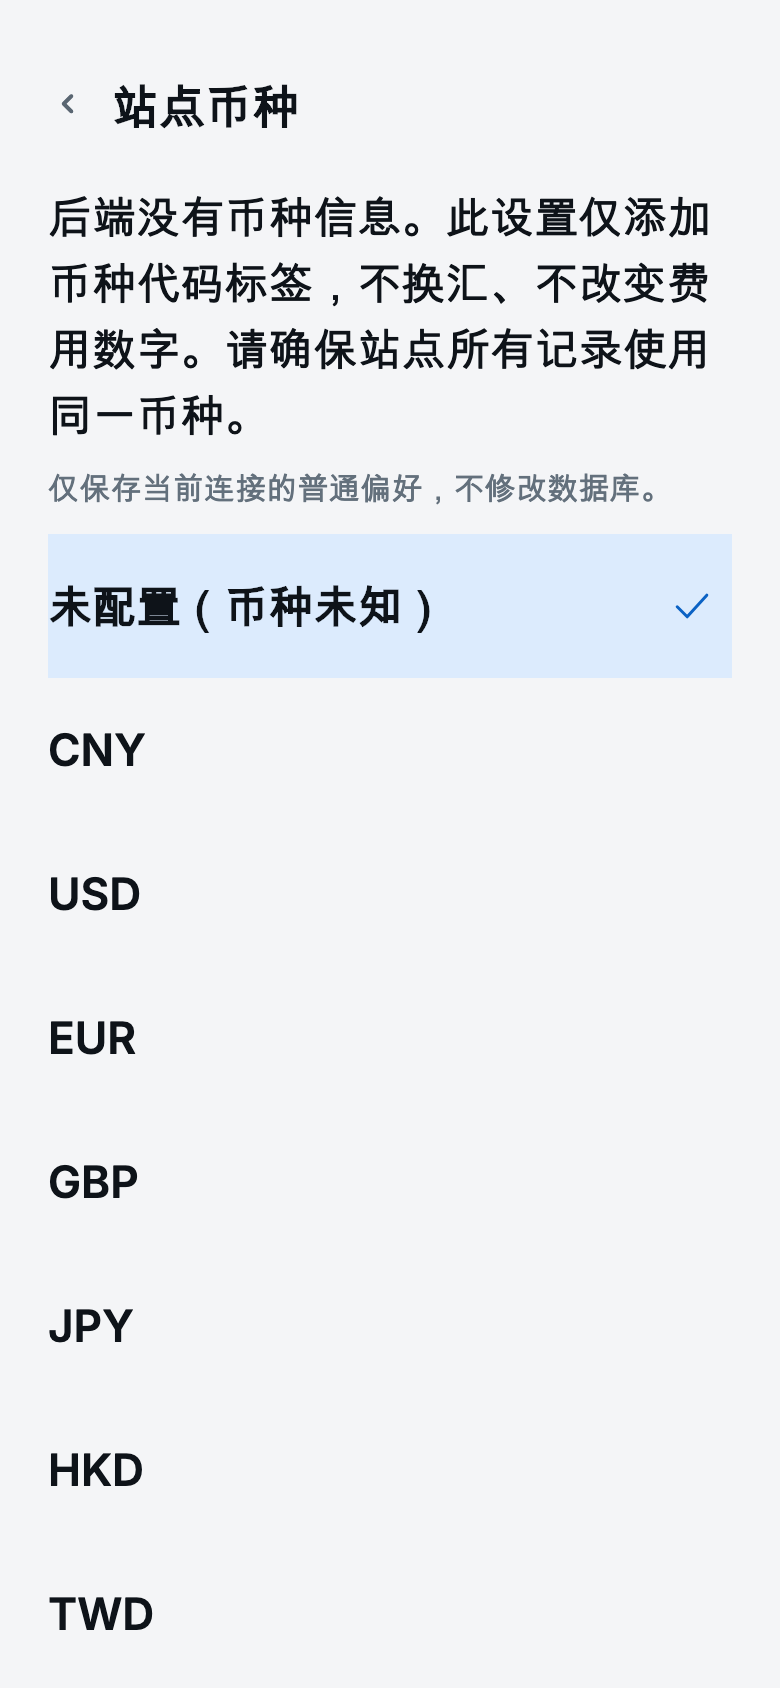 站点币种
后端没有币种信息。此设置仅添加
币种代码标签，不换汇、不改变费
用数字。请确保站点所有记录使用
同一币种。
仅保存当前连接的普通偏好，不修改数据库。
未配置（币种未知）
CNY
USD
EUR
GBP
JPY
HKD
TWD